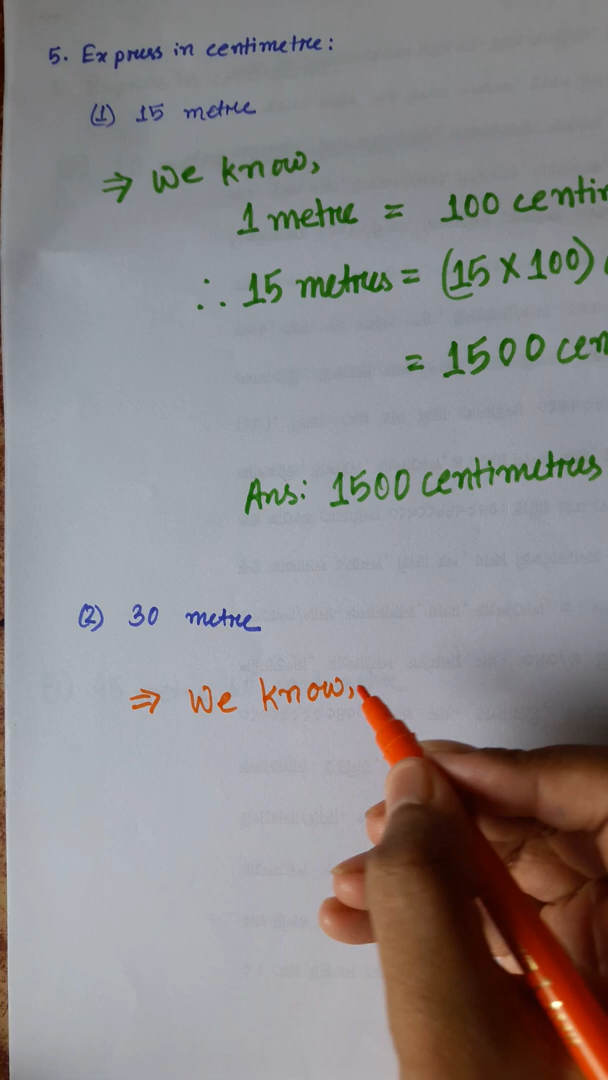 5. Express in centimetre:
(1) 15 metre
⇒ We know,
1 metre = 100 centim
∴ 15 metres = (15 × 100)
= 1500 cen
Ans: 1500 centimetres
(2) 30 metre
⇒ We know,